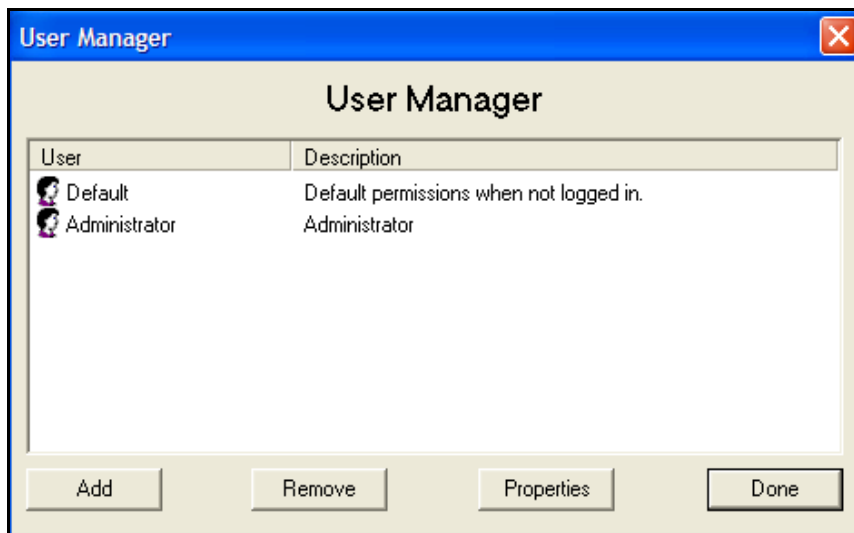 User Manager
User Manager
User Description
Default Default permissions when not logged in.
Administrator Administrator
Add Remove Properties Done